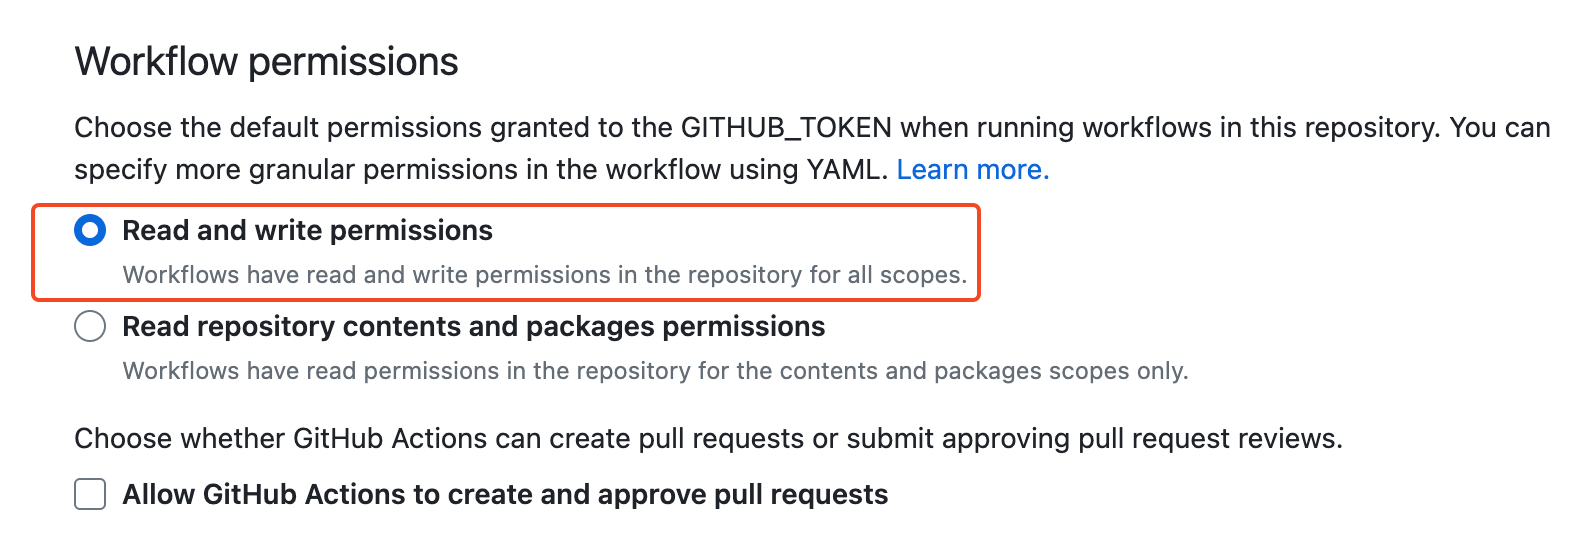 Workflow permissions
Choose the default permissions granted to the GITHUB_TOKEN when running workflows in this repository. You can
specify more granular permissions in the workflow using YAML. Learn more.
Read and write permissions
Workflows have read and write permissions in the repository for all scopes.
Read repository contents and packages permissions
Workflows have read permissions in the repository for the contents and packages scopes only.
Choose whether GitHub Actions can create pull requests or submit approving pull request reviews.
Allow GitHub Actions to create and approve pull requests